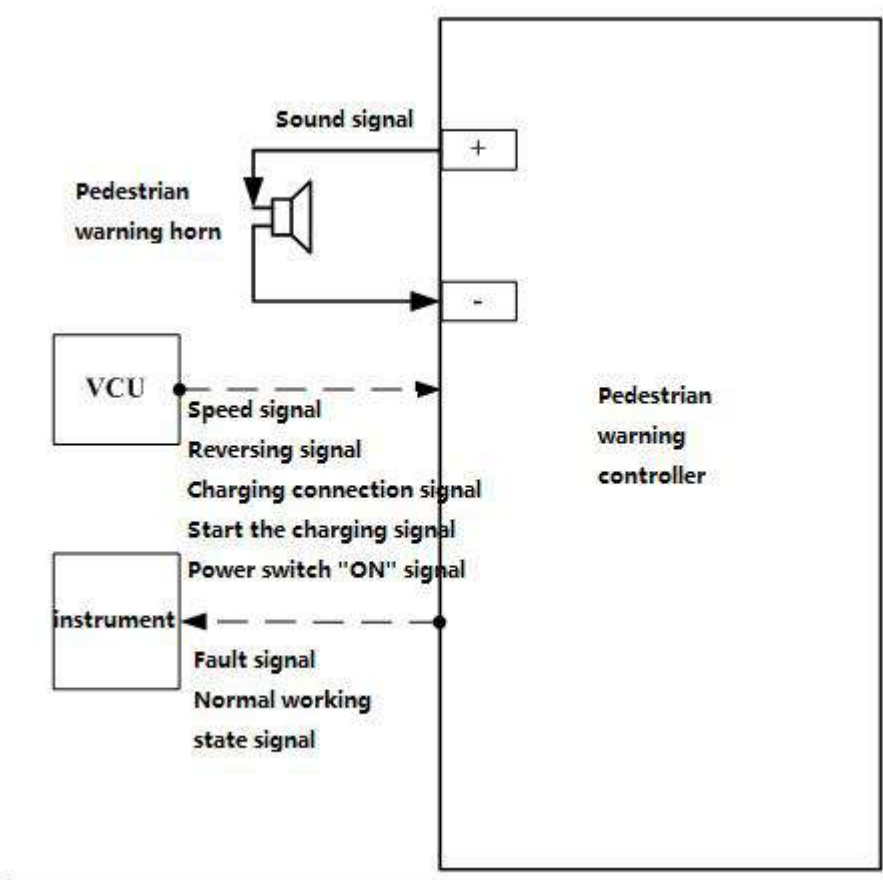 Sound signal
+
Pedestrian
warning horn
-
VCU
Speed signal
Reversing signal
Charging connection signal
Start the charging signal
Power switch "ON" signal
Pedestrian
warning
controller
instrument
Fault signal
Normal working
state signal